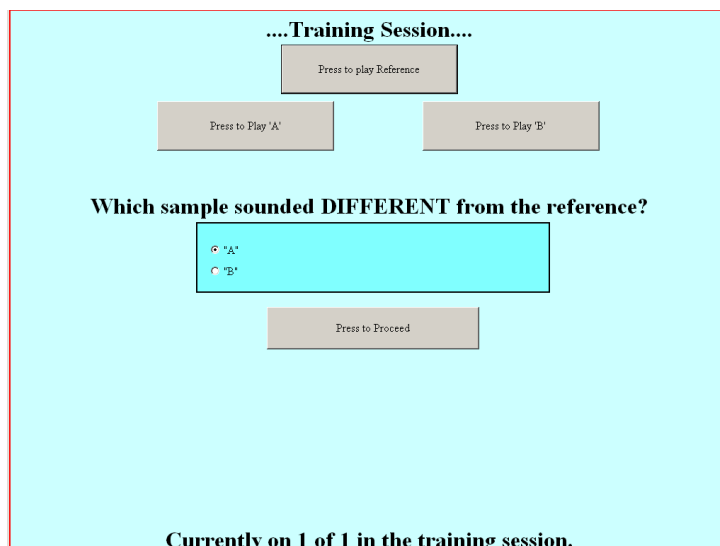 ....Training Session....
Press to play Reference
Press to Play 'A'
Press to Play 'B'
Which sample sounded DIFFERENT from the reference?
"A"
"B"
Press to Proceed
Currently on 1 of 1 in the training session.